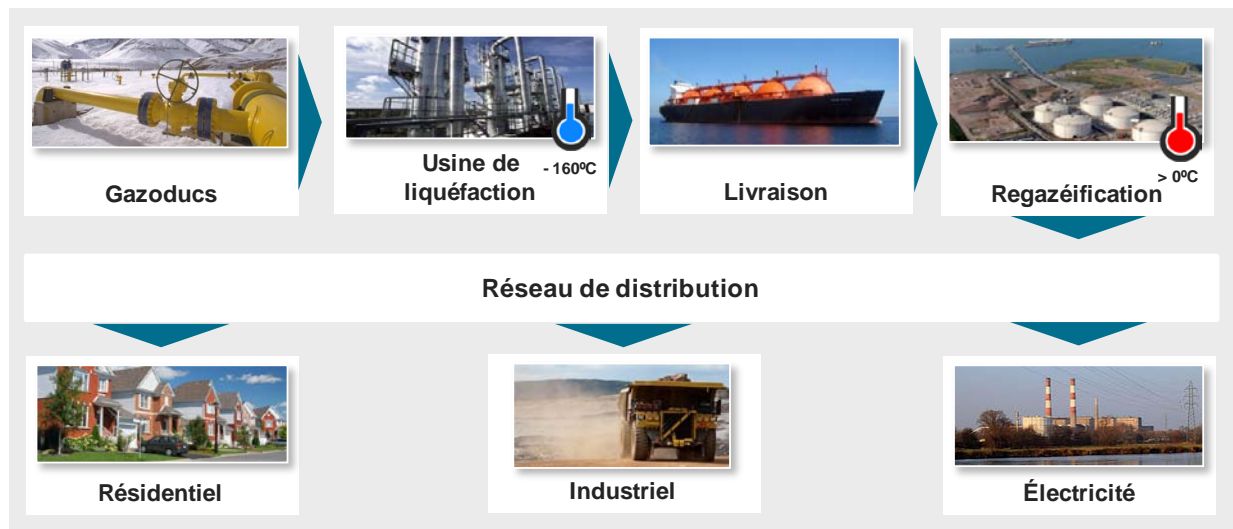 Gazoducs
Usine de
liquéfaction
- 160ºC
Livraison
Regazéification
> 0ºC
Réseau de distribution
Résidentiel
Industriel
Électricité